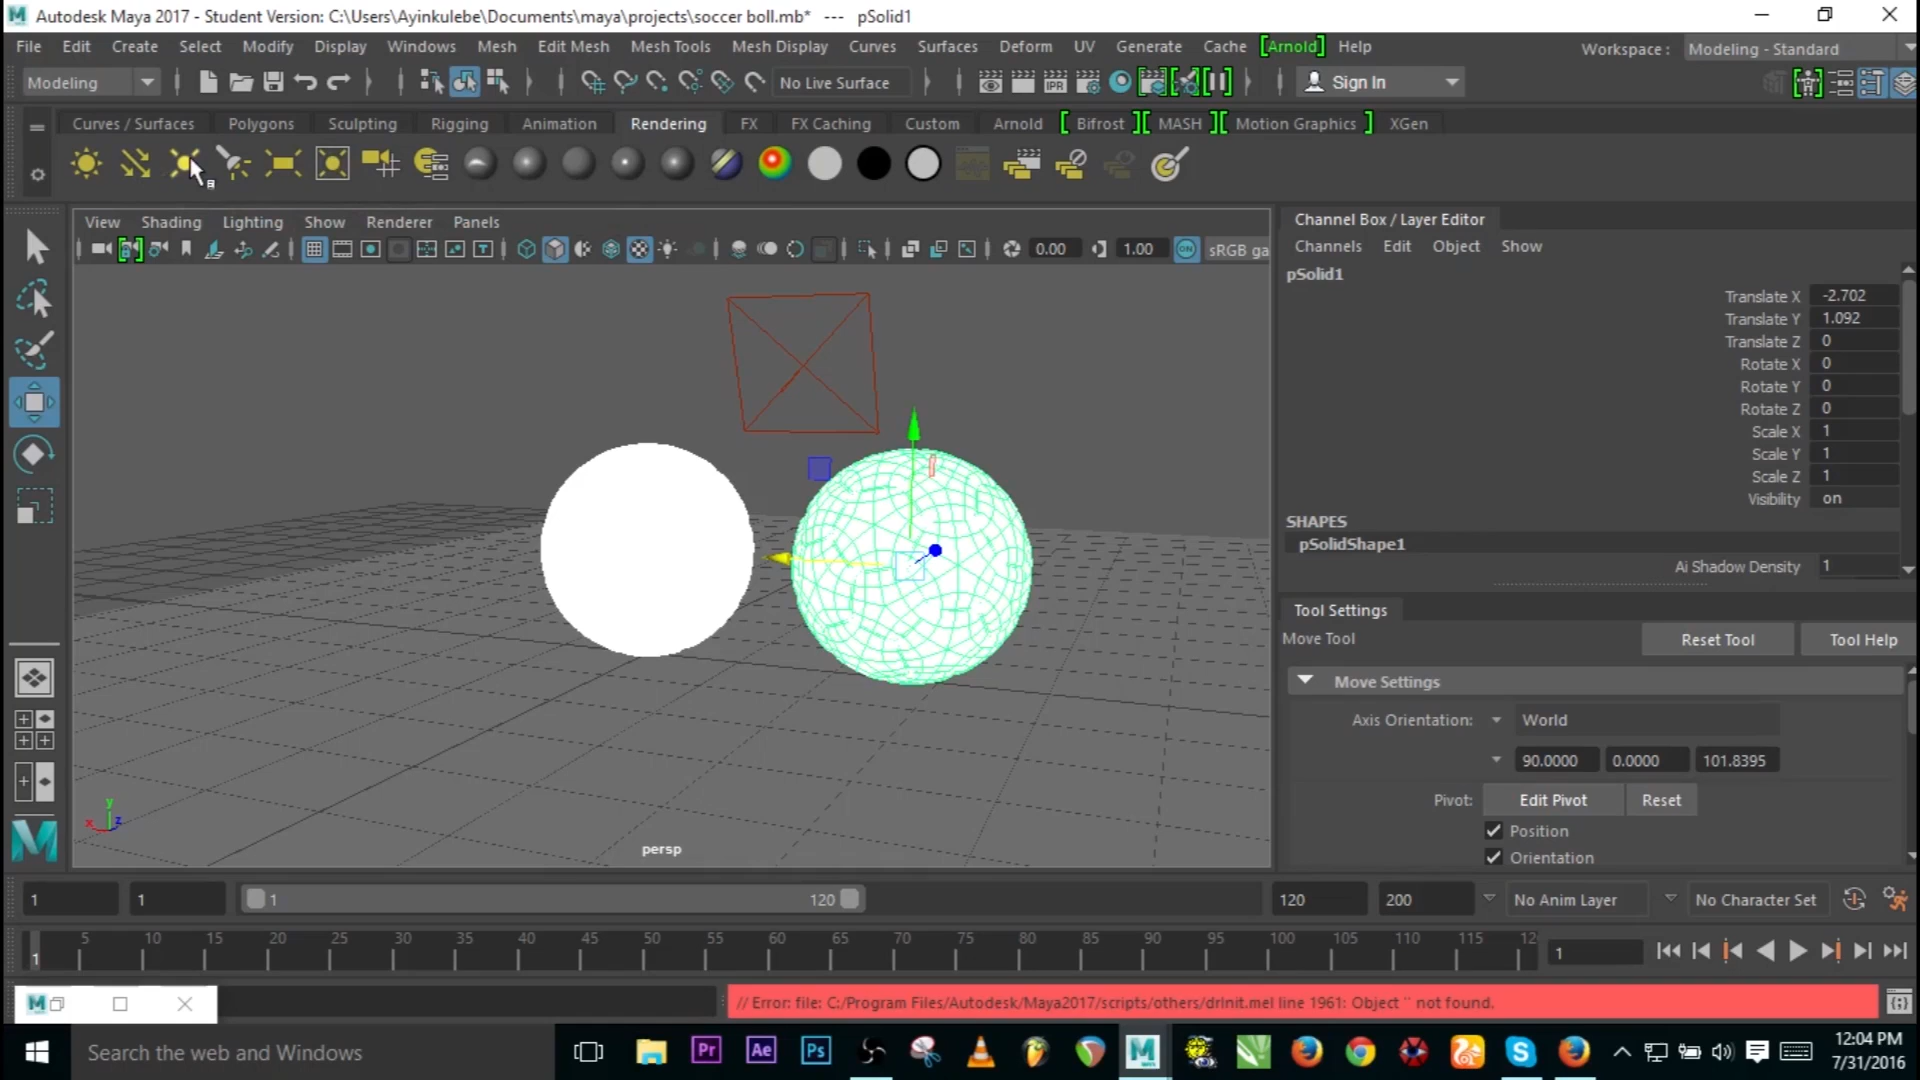 Autodesk Maya 2017 - Student Version: C:\Users\Ayinkulebe\Documents\maya\projects\soccer boll.mb*  ---  pSolid1
File Edit Create Select Modify Display Windows Mesh Edit Mesh Mesh Tools Mesh Display Curves Surfaces Deform UV Generate Cache [Arnold] Help Workspace : Modeling - Standard
Modeling No Live Surface IPR Sign In
Curves / Surfaces Polygons Sculpting Rigging Animation Rendering FX FX Caching Custom Arnold [ Bifrost ][ MASH ][ Motion Graphics ] XGen
View Shading Lighting Show Renderer Panels
0.00 1.00 ON sRGB ga
Channel Box / Layer Editor
Channels Edit Object Show
pSolid1
Translate X -2.702
Translate Y 1.092
Translate Z 0
Rotate X 0
Rotate Y 0
Rotate Z 0
Scale X 1
Scale Y 1
Scale Z 1
Visibility on
SHAPES
pSolidShape1
Ai Shadow Density 1
Tool Settings
Move Tool Reset Tool Tool Help
Move Settings
Axis Orientation: World
90.0000 0.0000 101.8395
Pivot: Edit Pivot Reset
Position
Orientation
y
x z
persp
1 1 1 120 120 200 No Anim Layer No Character Set
1 5 10 15 20 25 30 35 40 45 50 55 60 65 70 75 80 85 90 95 100 105 110 115 12 1
// Error: file: C:/Program Files/Autodesk/Maya2017/scripts/others/drInit.mel line 1961: Object '' not found.
Search the web and Windows Pr Ae Ps M S
12:04 PM
7/31/2016